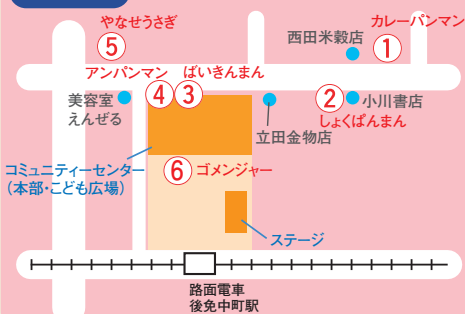 やなせうさぎ
⑤
カレーパンマン
西田米穀店
①
アンパンマン
ばいきんまん
美容室
えんぜる
④
③
②
小川書店
しょくぱんまん
立田金物店
コミュニティーセンター
（本部・こども広場）
⑥ ゴメンジャー
ステージ
路面電車
後免中町駅